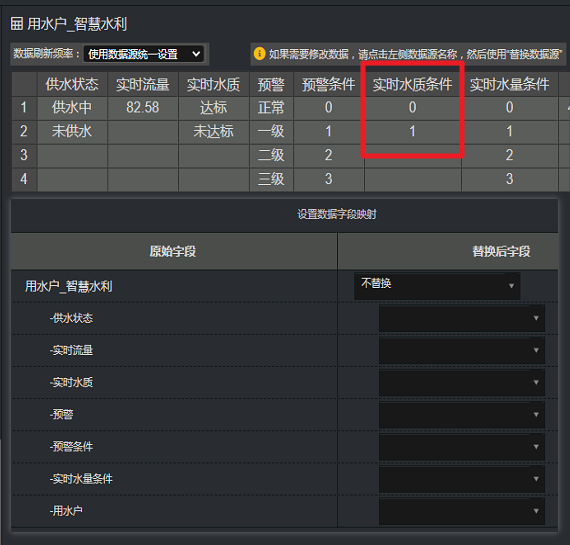 用水户_智慧水利
数据刷新频率： 使用数据源统一设置 如果需要修改数据，请点击左侧数据源名称，然后使用“替换数据源”
供水状态 实时流量 实时水质 预警 预警条件 实时水质条件 实时水量条件
1 供水中 82.58 达标 正常 0 0 0
2 未供水 未达标 一级 1 1 1
3 二级 2 2
4 三级 3 3
设置数据字段映射
原始字段 替换后字段
用水户_智慧水利 不替换
-供水状态
-实时流量
-实时水质
-预警
-预警条件
-实时水量条件
-用水户